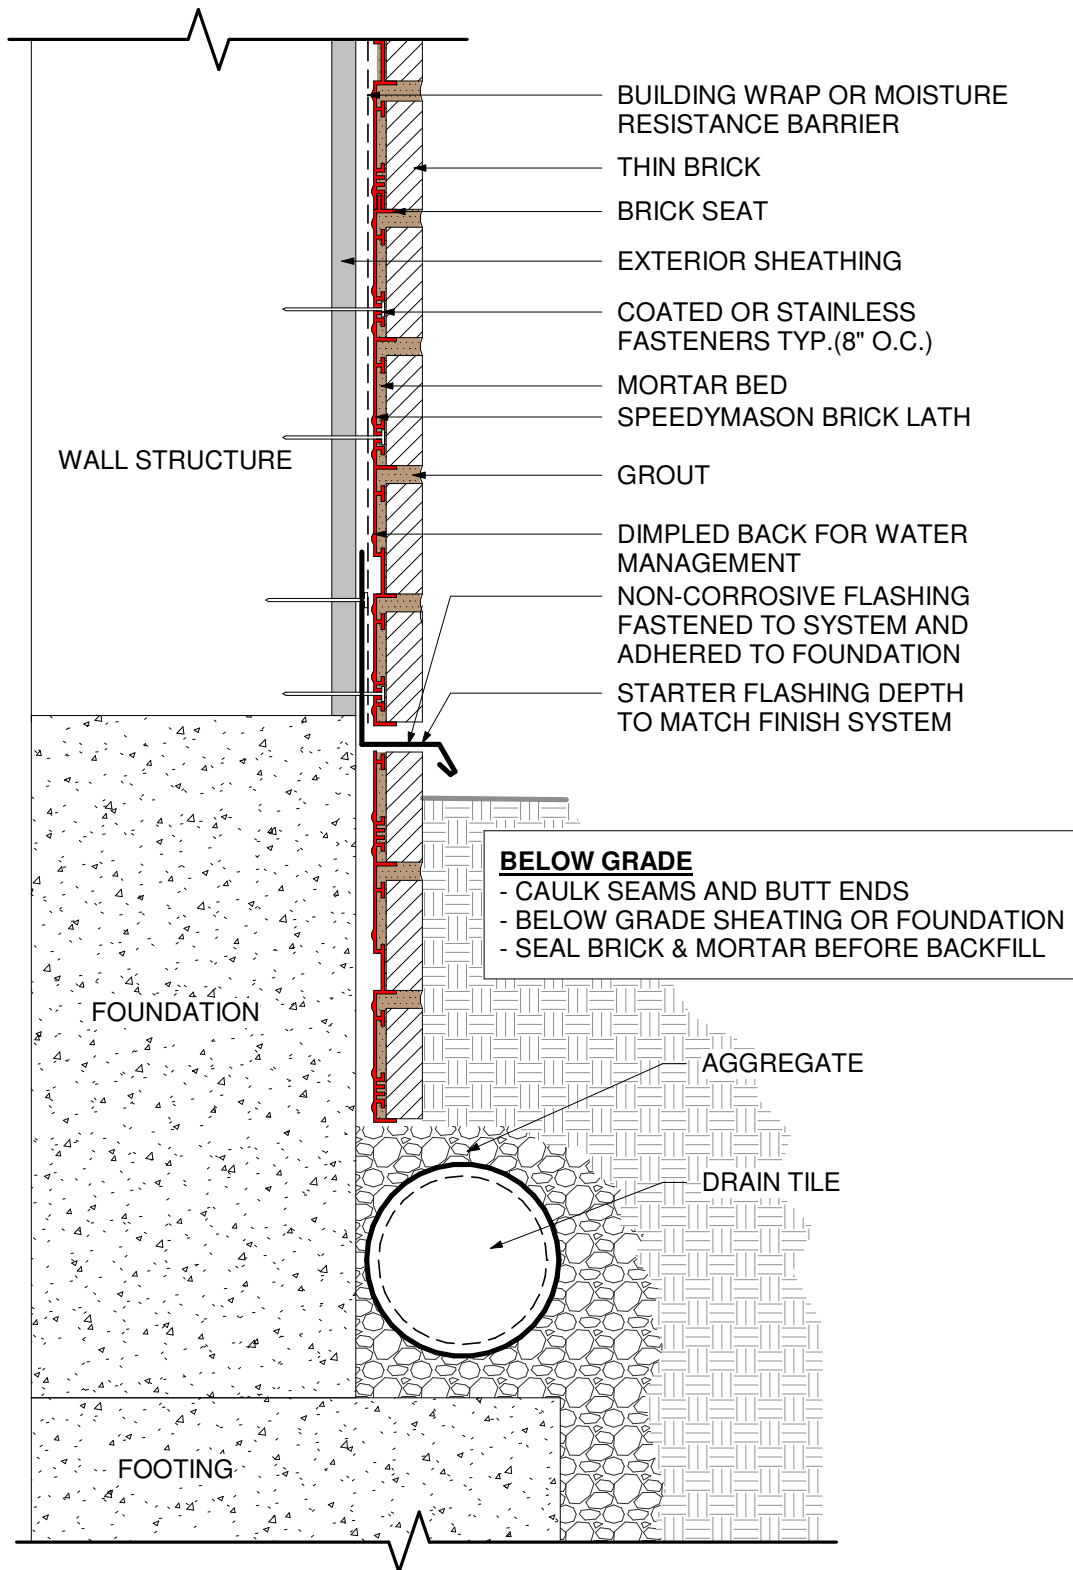 BUILDING WRAP OR MOISTURE
RESISTANCE BARRIER
THIN BRICK
BRICK SEAT
EXTERIOR SHEATHING
COATED OR STAINLESS
FASTENERS TYP.(8" O.C.)
MORTAR BED
SPEEDYMASON BRICK LATH
WALL STRUCTURE
GROUT
DIMPLED BACK FOR WATER
MANAGEMENT
NON-CORROSIVE FLASHING
FASTENED TO SYSTEM AND
ADHERED TO FOUNDATION
STARTER FLASHING DEPTH
TO MATCH FINISH SYSTEM
BELOW GRADE
- CAULK SEAMS AND BUTT ENDS
- BELOW GRADE SHEATING OR FOUNDATION
- SEAL BRICK & MORTAR BEFORE BACKFILL
FOUNDATION
AGGREGATE
DRAIN TILE
FOOTING